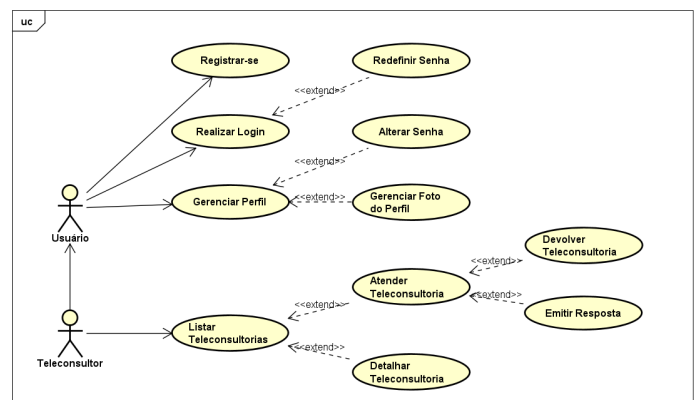 uc
Registrar-se
Redefinir Senha
<<extend>>
Realizar Login
Alterar Senha
<<extend>>
Gerenciar Perfil
<<extend>>
Gerenciar Foto
do Perfil
Usuário
Devolver
Teleconsultoria
<<extend>>
Atender
Teleconsultoria
<<extend>>
<<extend>>
Emitir Resposta
Listar
Teleconsultorias
<<extend>>
Detalhar
Teleconsultoria
Teleconsultor